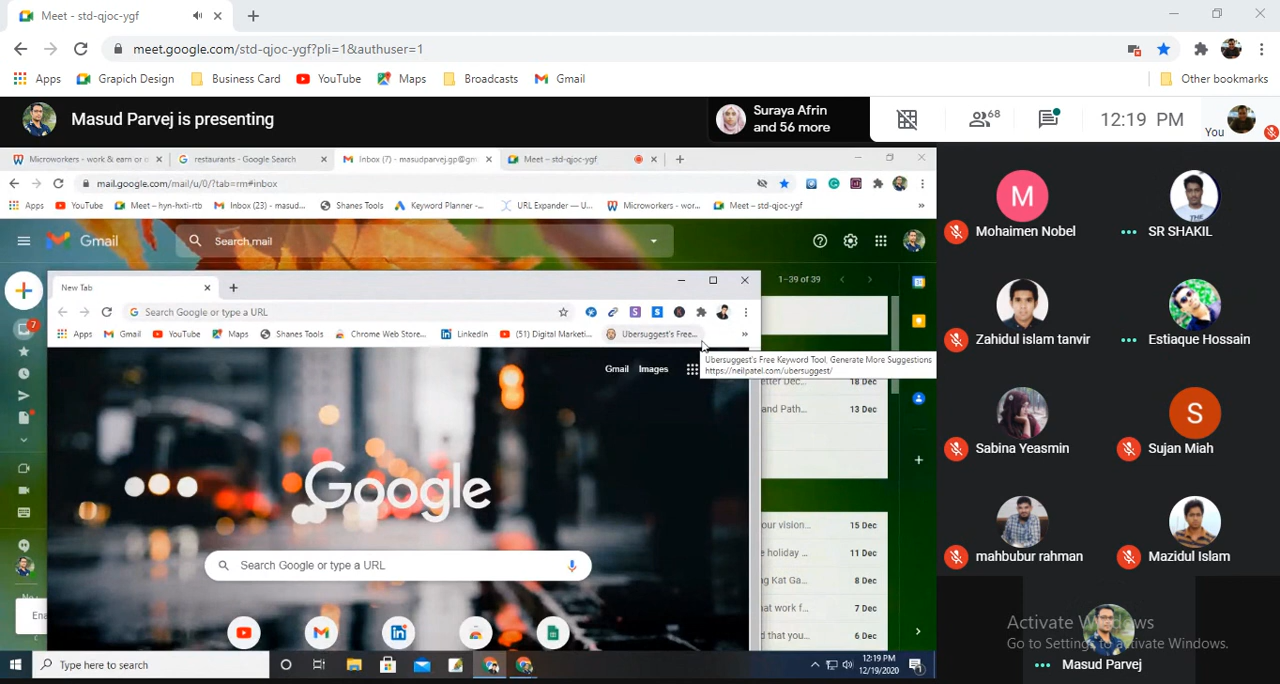 Meet - std-qjoc-ygf
meet.google.com/std-qjoc-ygf?pli=1&authuser=1
Apps Grapich Design Business Card YouTube Maps Broadcasts Gmail Other bookmarks
Masud Parvej is presenting
Suraya Afrin
and 56 more
68
12:19 PM
You
Microworkers - work & earn or restaurants - Google Search Inbox (7) - masudparvej.gp@gm Meet – std-qjoc-ygf
mail.google.com/mail/u/0/?tab=rm#inbox
Apps YouTube Meet – hyn-hxti-rtb Inbox (23) - masud... Shanes Tools Keyword Planner -... URL Expander — U... Microworkers - wor... Meet – std-qjoc-ygf »
Gmail
Search mail
1–39 of 39
7
New Tab
Search Google or type a URL
Apps Gmail YouTube Maps Shanes Tools Chrome Web Store... LinkedIn (51) Digital Marketi... Ubersuggest's Free... »
Ubersuggest's Free Keyword Tool, Generate More Suggestions
https://neilpatel.com/ubersuggest/
Gmail Images
etter Dec... 18 Dec
and Path... 13 Dec
Google
Search Google or type a URL
our vision... 15 Dec
e holiday ... 11 Dec
ag Kat Ga... 8 Dec
hat work f... 7 Dec
d that you... 6 Dec
Ena
Type here to search
12:19 PM
12/19/2020
1
M
Mohaimen Nobel
SR SHAKIL
Zahidul islam tanvir
Estiaque Hossain
Sabina Yeasmin
S
Sujan Miah
mahbubur rahman
Mazidul Islam
Activate Windows
Go to Settings to activate Windows.
Masud Parvej